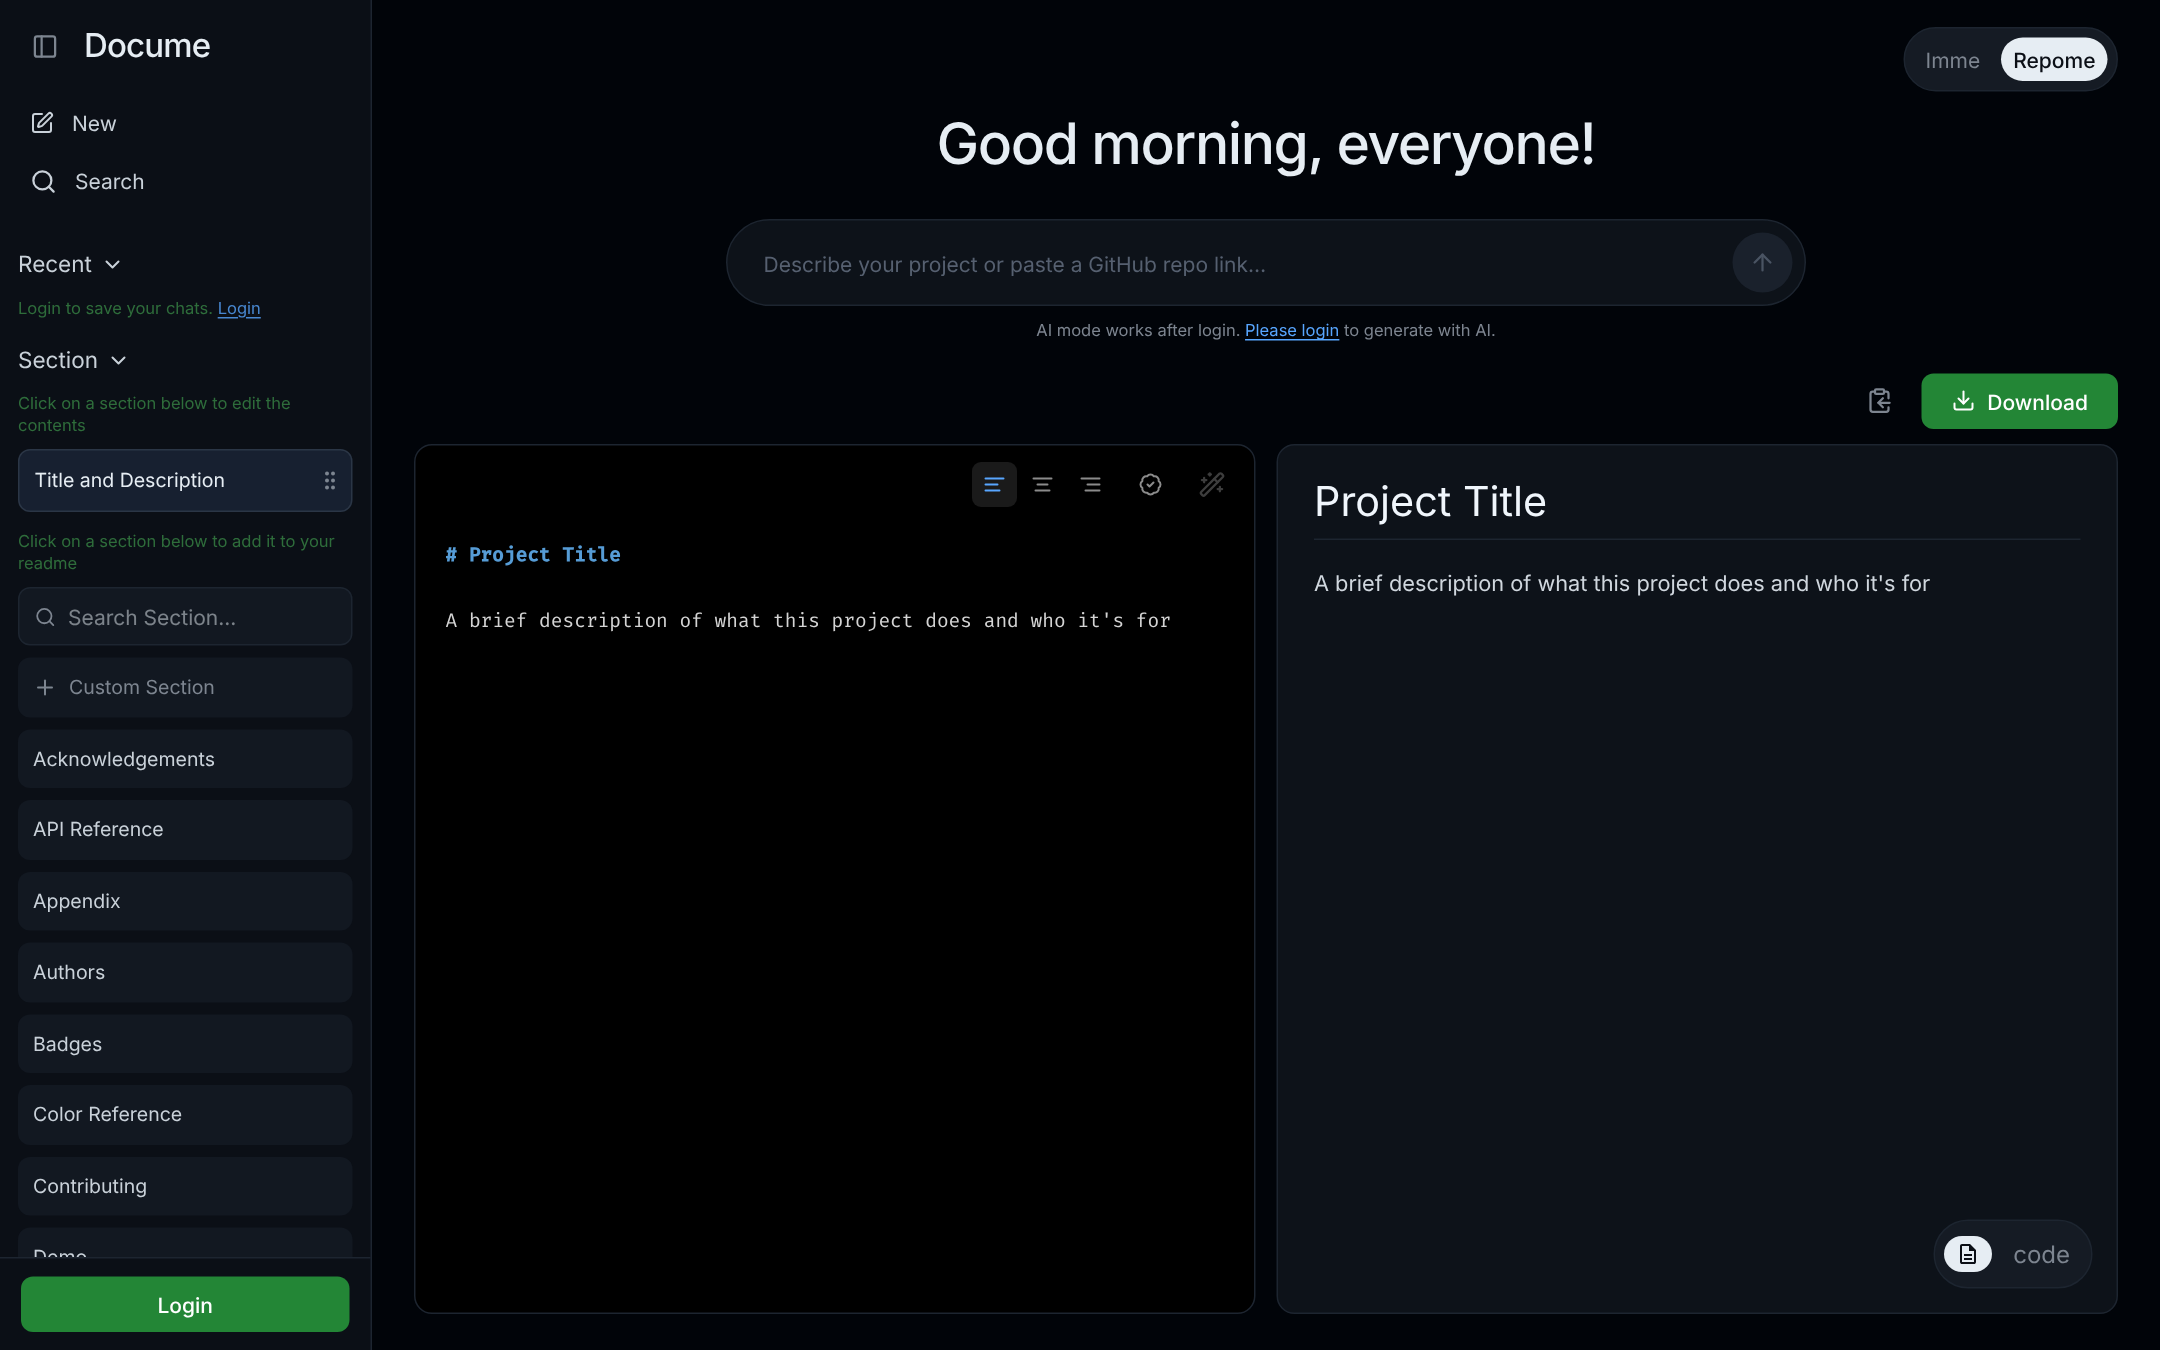 Docume
New
Search
Recent
Login to save your chats. Login
Section
Click on a section below to edit the
contents
Title and Description
Click on a section below to add it to your
readme
Search Section...
Custom Section
Acknowledgements
API Reference
Appendix
Authors
Badges
Color Reference
Contributing
Demo
Login
Imme Repome
Good morning, everyone!
Describe your project or paste a GitHub repo link...
AI mode works after login. Please login to generate with AI.
Download
# Project Title
A brief description of what this project does and who it's for
Project Title
A brief description of what this project does and who it's for
code